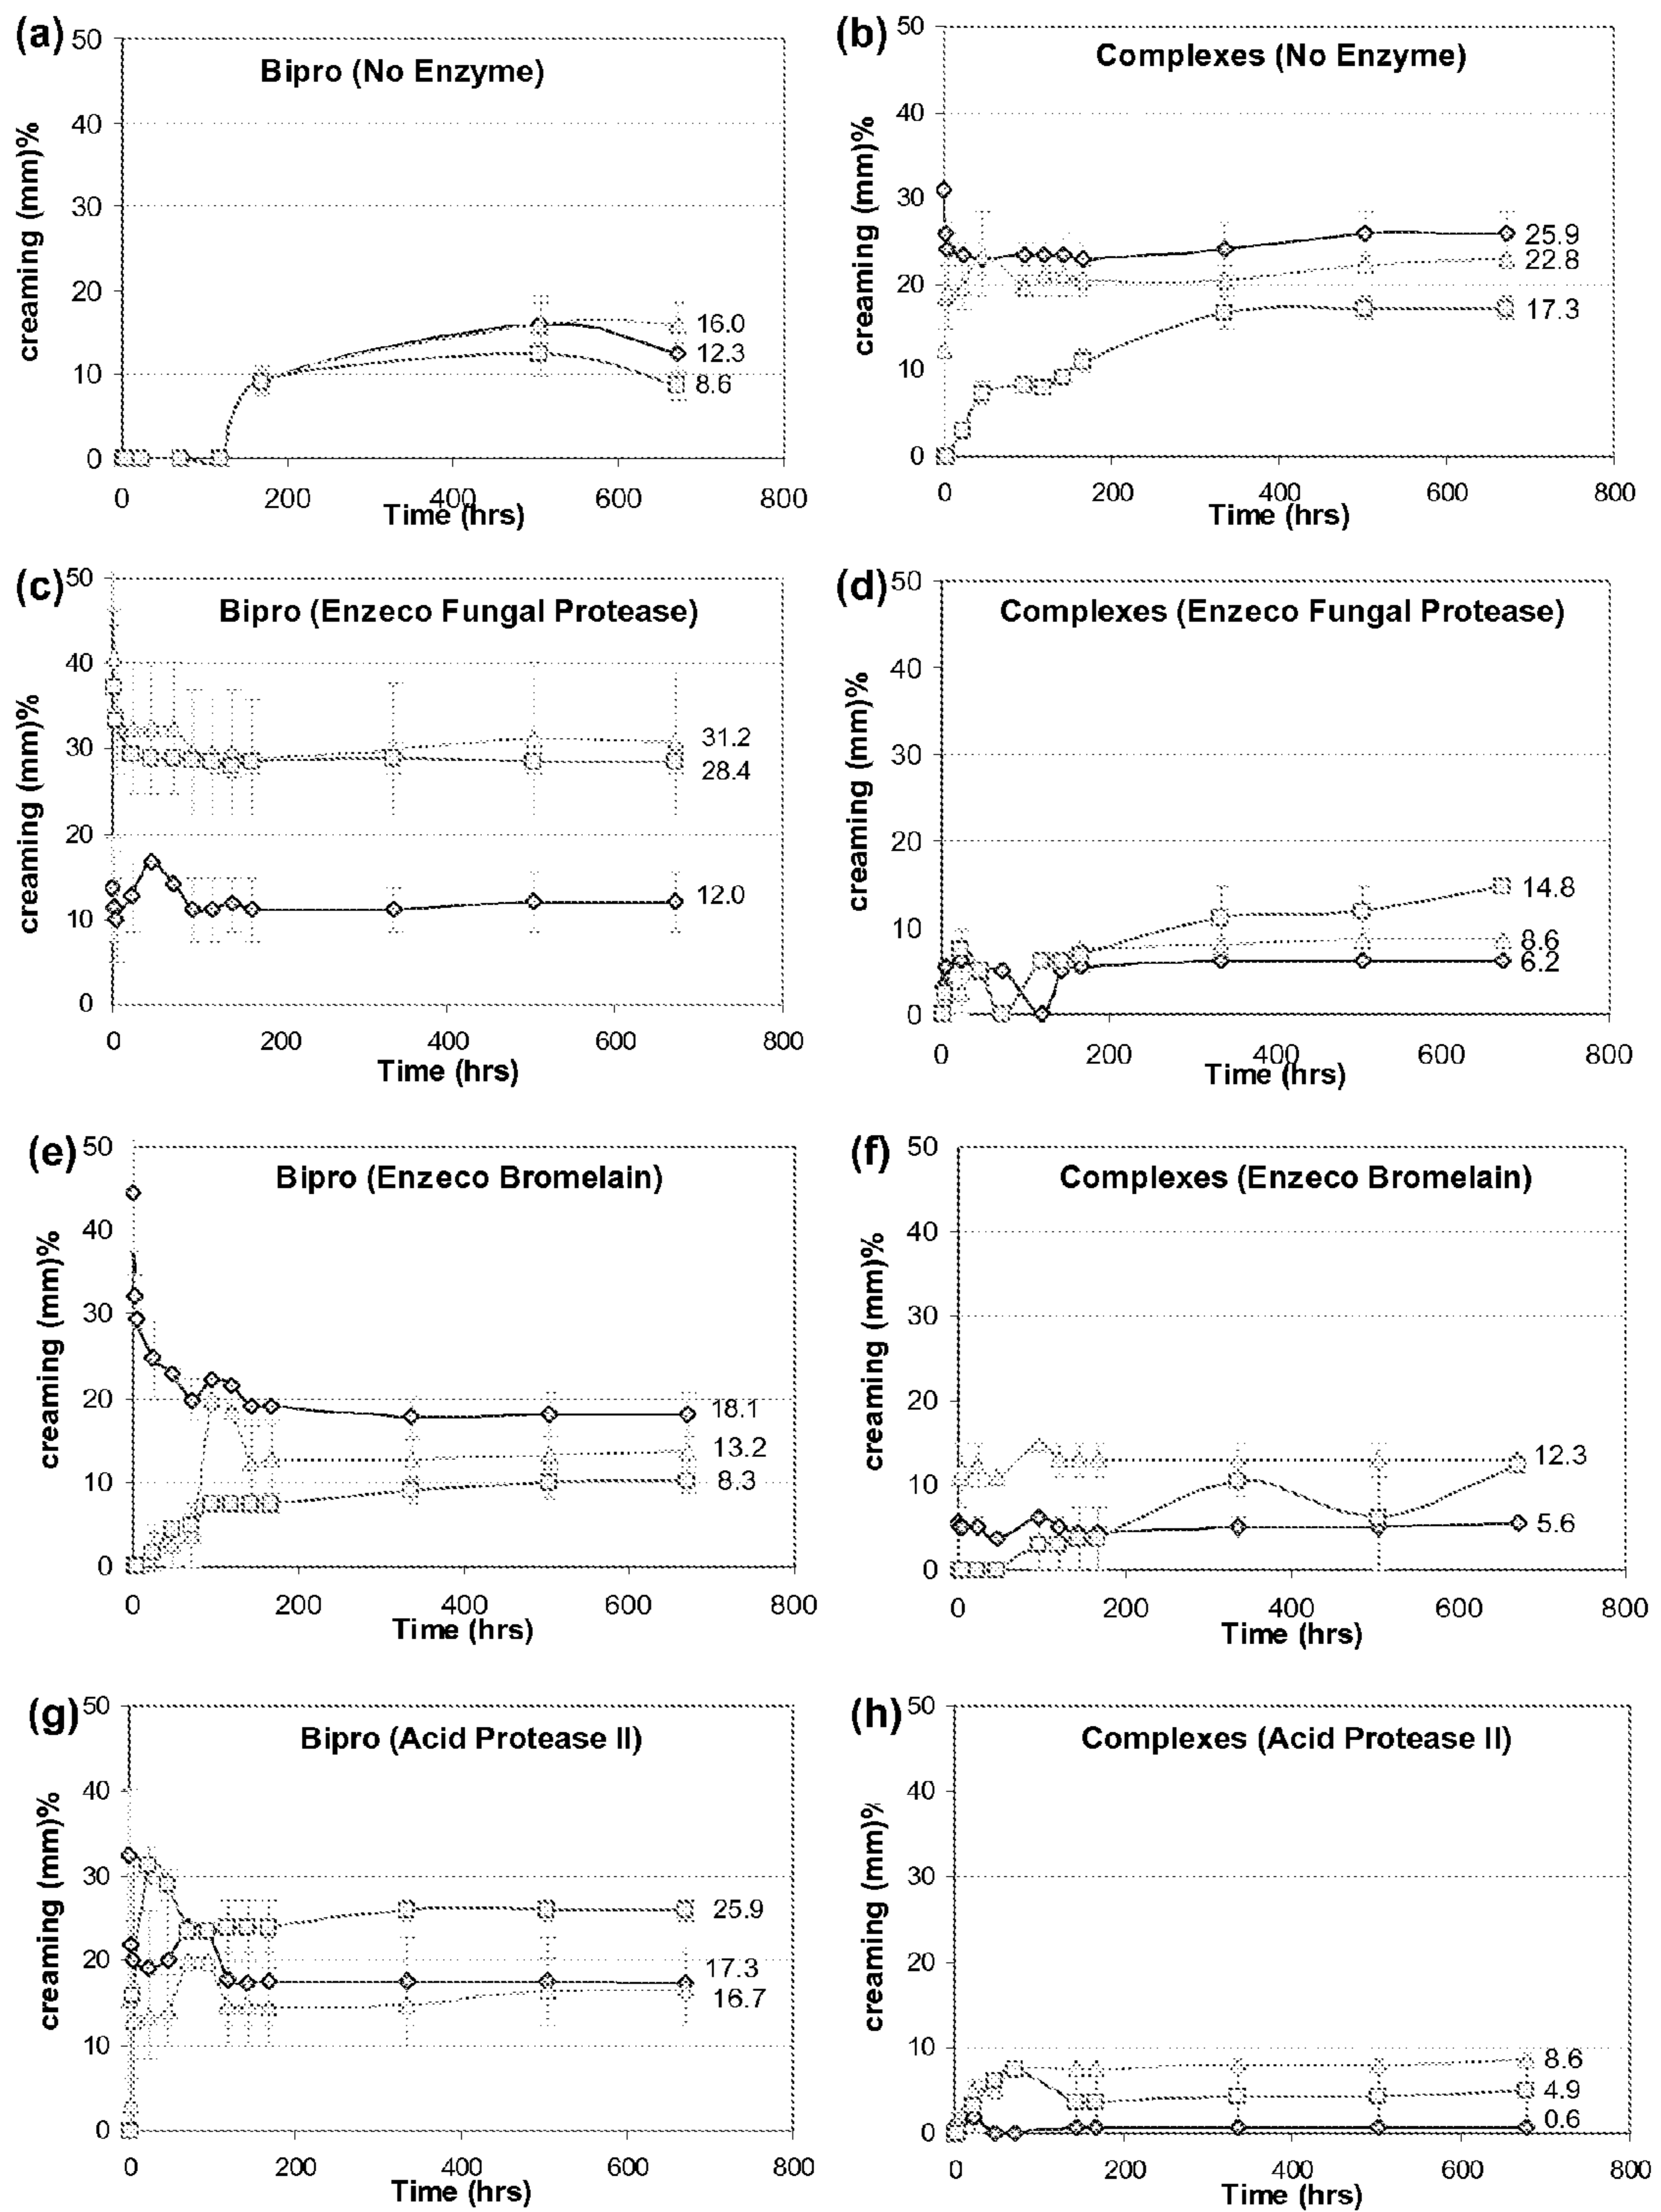 (a)
Bipro (No Enzyme)
creaming (mm)%
50
40
30
20
10
0
16.0
12.3
8.6
0 200 400 600 800
Time (hrs)
(b)
Complexes (No Enzyme)
creaming (mm)%
50
40
30
20
10
0
25.9
22.8
17.3
0 200 400 600 800
Time (hrs)
(c)
Bipro (Enzeco Fungal Protease)
creaming (mm)%
50
40
30
20
10
0
31.2
28.4
12.0
0 200 400 600 800
Time (hrs)
(d)
Complexes (Enzeco Fungal Protease)
creaming (mm)%
50
40
30
20
10
0
14.8
8.6
6.2
0 200 400 600 800
Time (hrs)
(e)
Bipro (Enzeco Bromelain)
creaming (mm)%
50
40
30
20
10
0
18.1
13.2
8.3
0 200 400 600 800
Time (hrs)
(f)
Complexes (Enzeco Bromelain)
creaming (mm)%
50
40
30
20
10
0
12.3
5.6
0 200 400 600 800
Time (hrs)
(g)
Bipro (Acid Protease II)
creaming (mm)%
50
40
30
20
10
0
25.9
17.3
16.7
0 200 400 600 800
Time (hrs)
(h)
Complexes (Acid Protease II)
creaming (mm)%
50
40
30
20
10
0
8.6
4.9
0.6
0 200 400 600 800
Time (hrs)